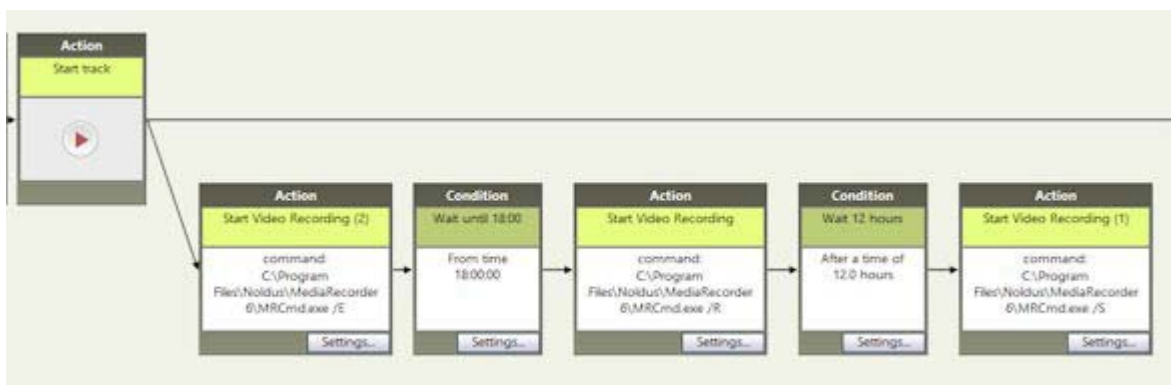 Action
Start track
Action
Start Video Recording (2)
command:
C:\Program
Files\Noldus\MediaRecorder
6\MRCmd.exe /E
Settings...
Condition
Wait until 18:00
From time
18:00:00
Settings...
Action
Start Video Recording
command:
C:\Program
Files\Noldus\MediaRecorder
6\MRCmd.exe /R
Settings...
Condition
Wait 12 hours
After a time of
12.0 hours
Settings...
Action
Start Video Recording (1)
command:
C:\Program
Files\Noldus\MediaRecorder
6\MRCmd.exe /S
Settings...